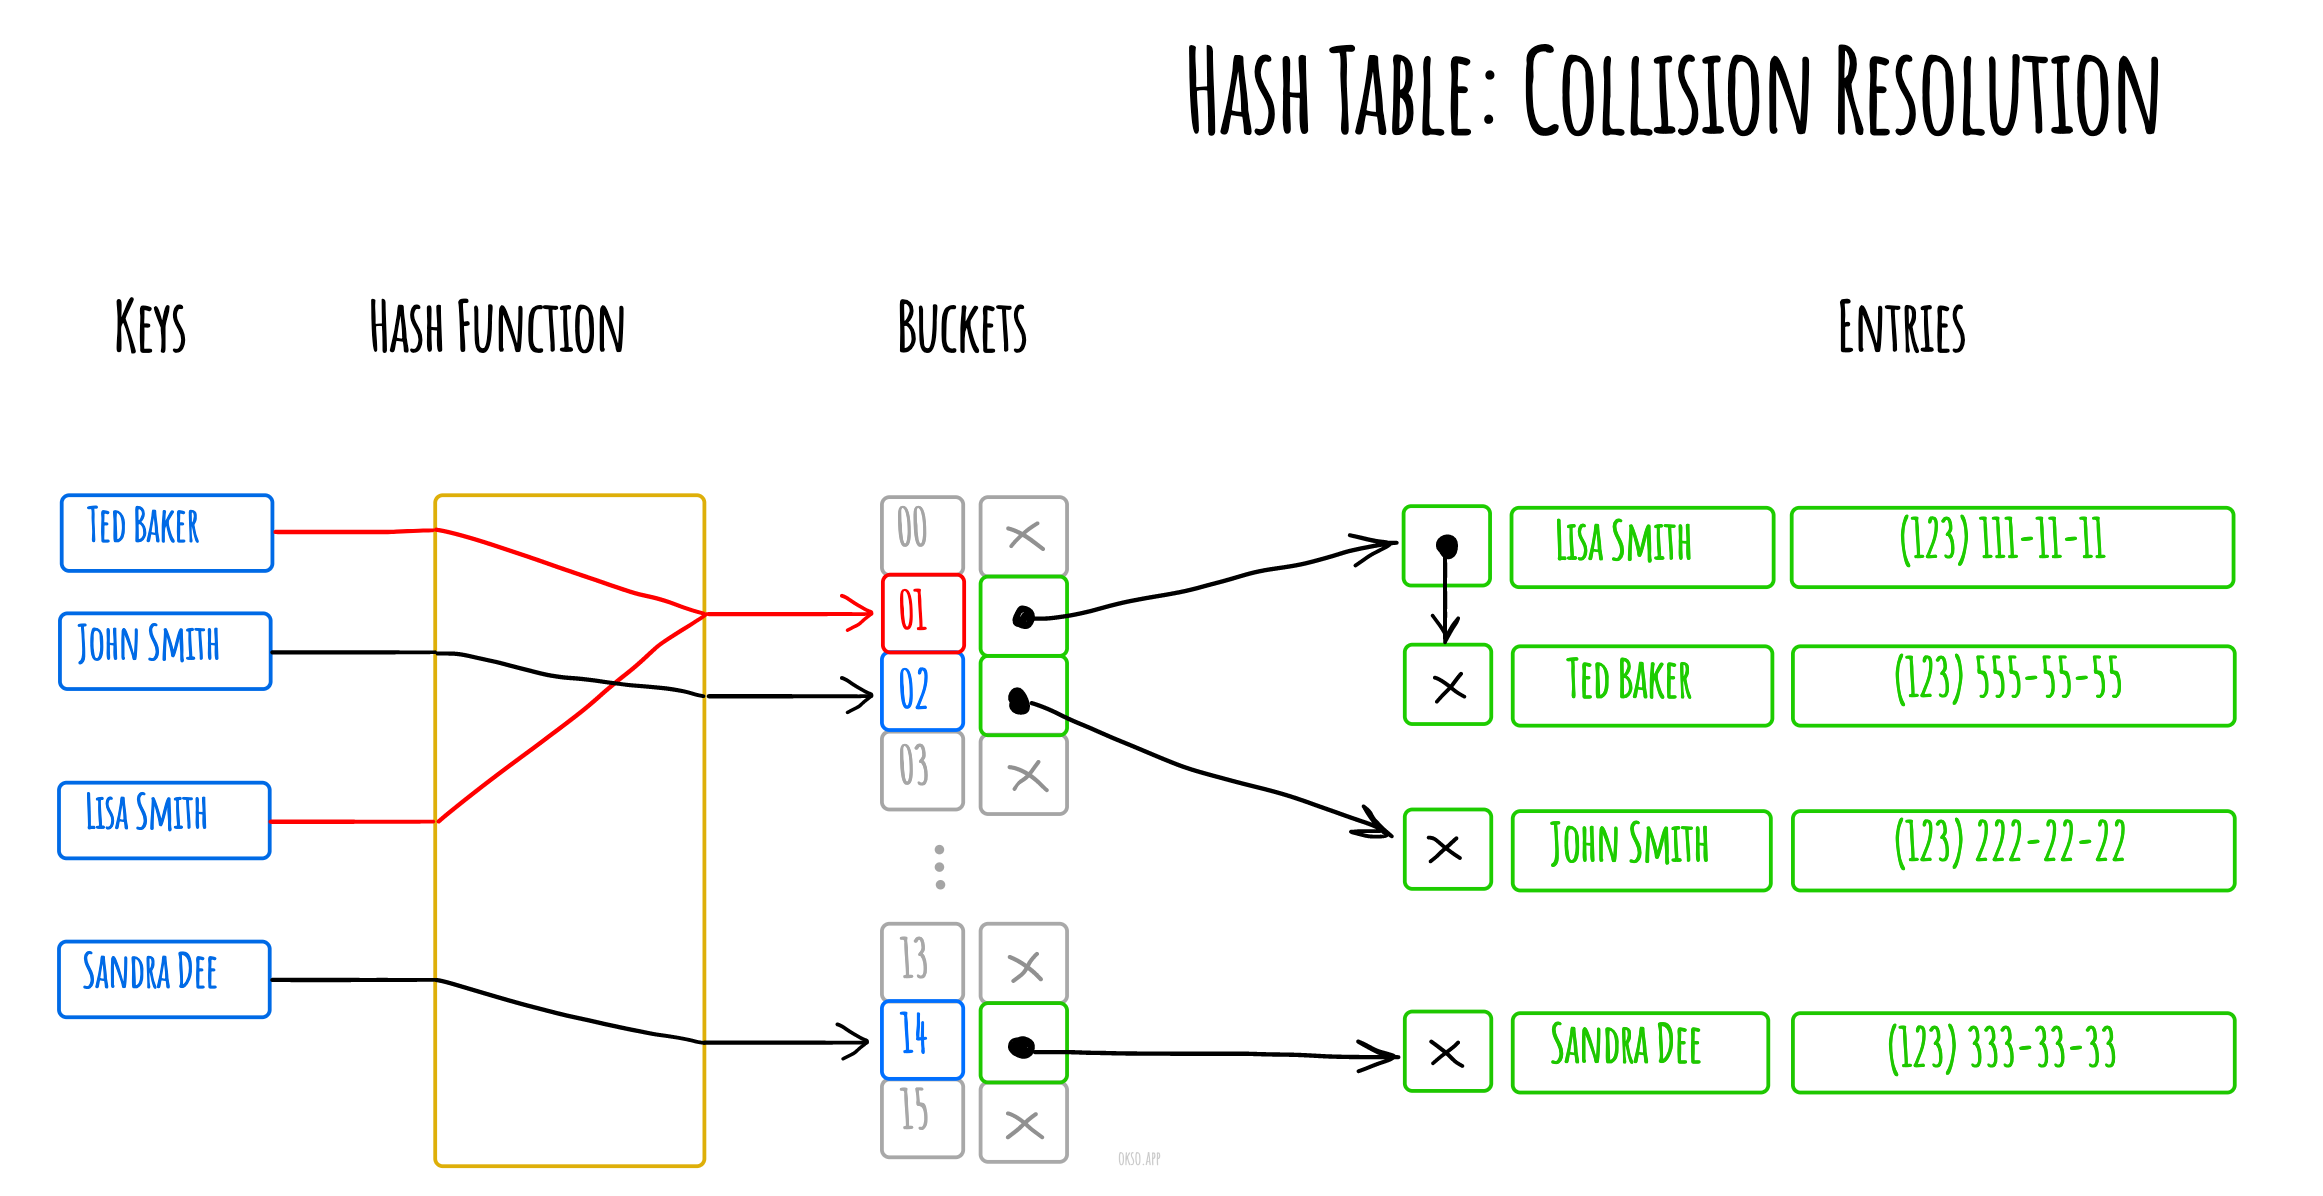 Hash Table: Collision Resolution
Keys
Hash Function
Buckets
Entries
Ted Baker
John Smith
Lisa Smith
Sandra Dee
00
01
02
03
13
14
15
Lisa Smith
(123) 111-11-11
Ted Baker
(123) 555-55-55
John Smith
(123) 222-22-22
Sandra Dee
(123) 333-33-33
okso.app